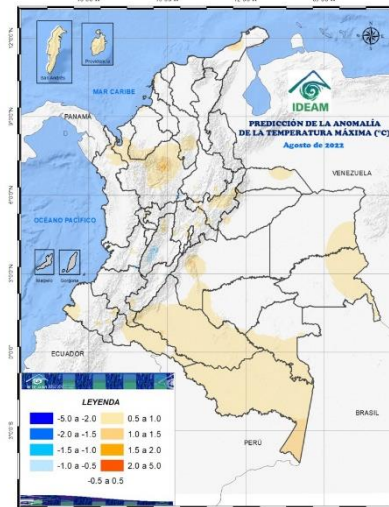 San Andrés
Providencia
MAR CARIBE
PANAMÁ
IDEAM
PREDICCIÓN DE LA ANOMALÍA
DE LA TEMPERATURA MÁXIMA (°C)
Agosto de 2022
VENEZUELA
OCEANO PACÍFICO
Malpelo
Gorgona
ECUADOR
PERÚ
BRASIL
LEYENDA
-5.0 a -2.0 0.5 a 1.0
-2.0 a -1.5 1.0 a 1.5
-1.5 a -1.0 1.5 a 2.0
-1.0 a -0.5 2.0 a 5.0
-0.5 a 0.5